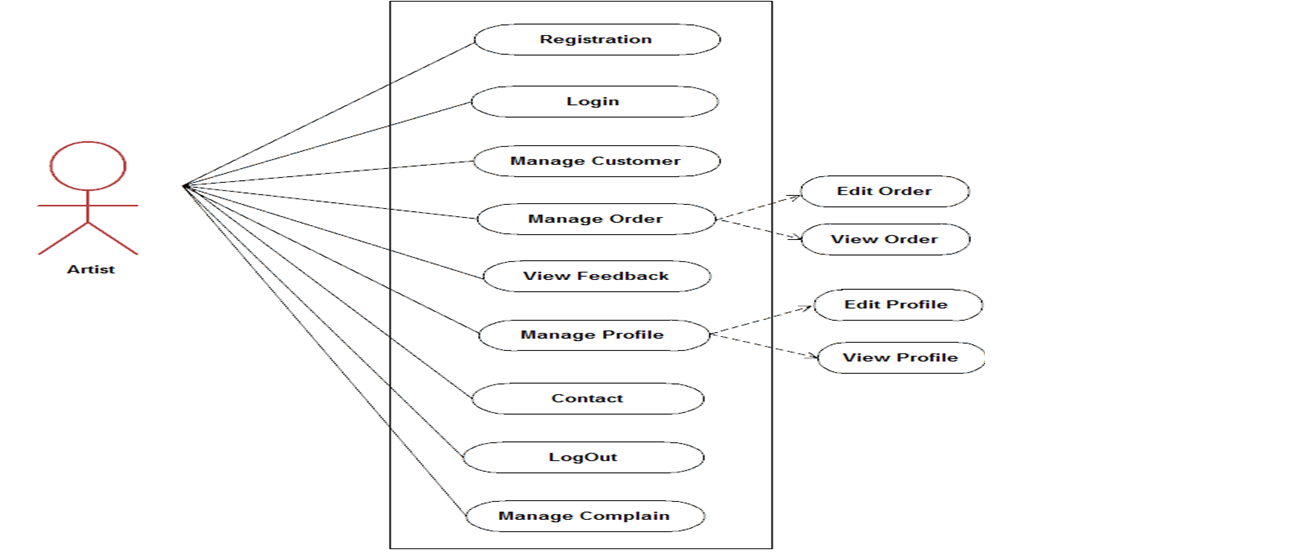 Registration
Login
Manage Customer
Manage Order
Edit Order
View Order
View Feedback
Manage Profile
Edit Profile
View Profile
Contact
LogOut
Manage Complain
Artist